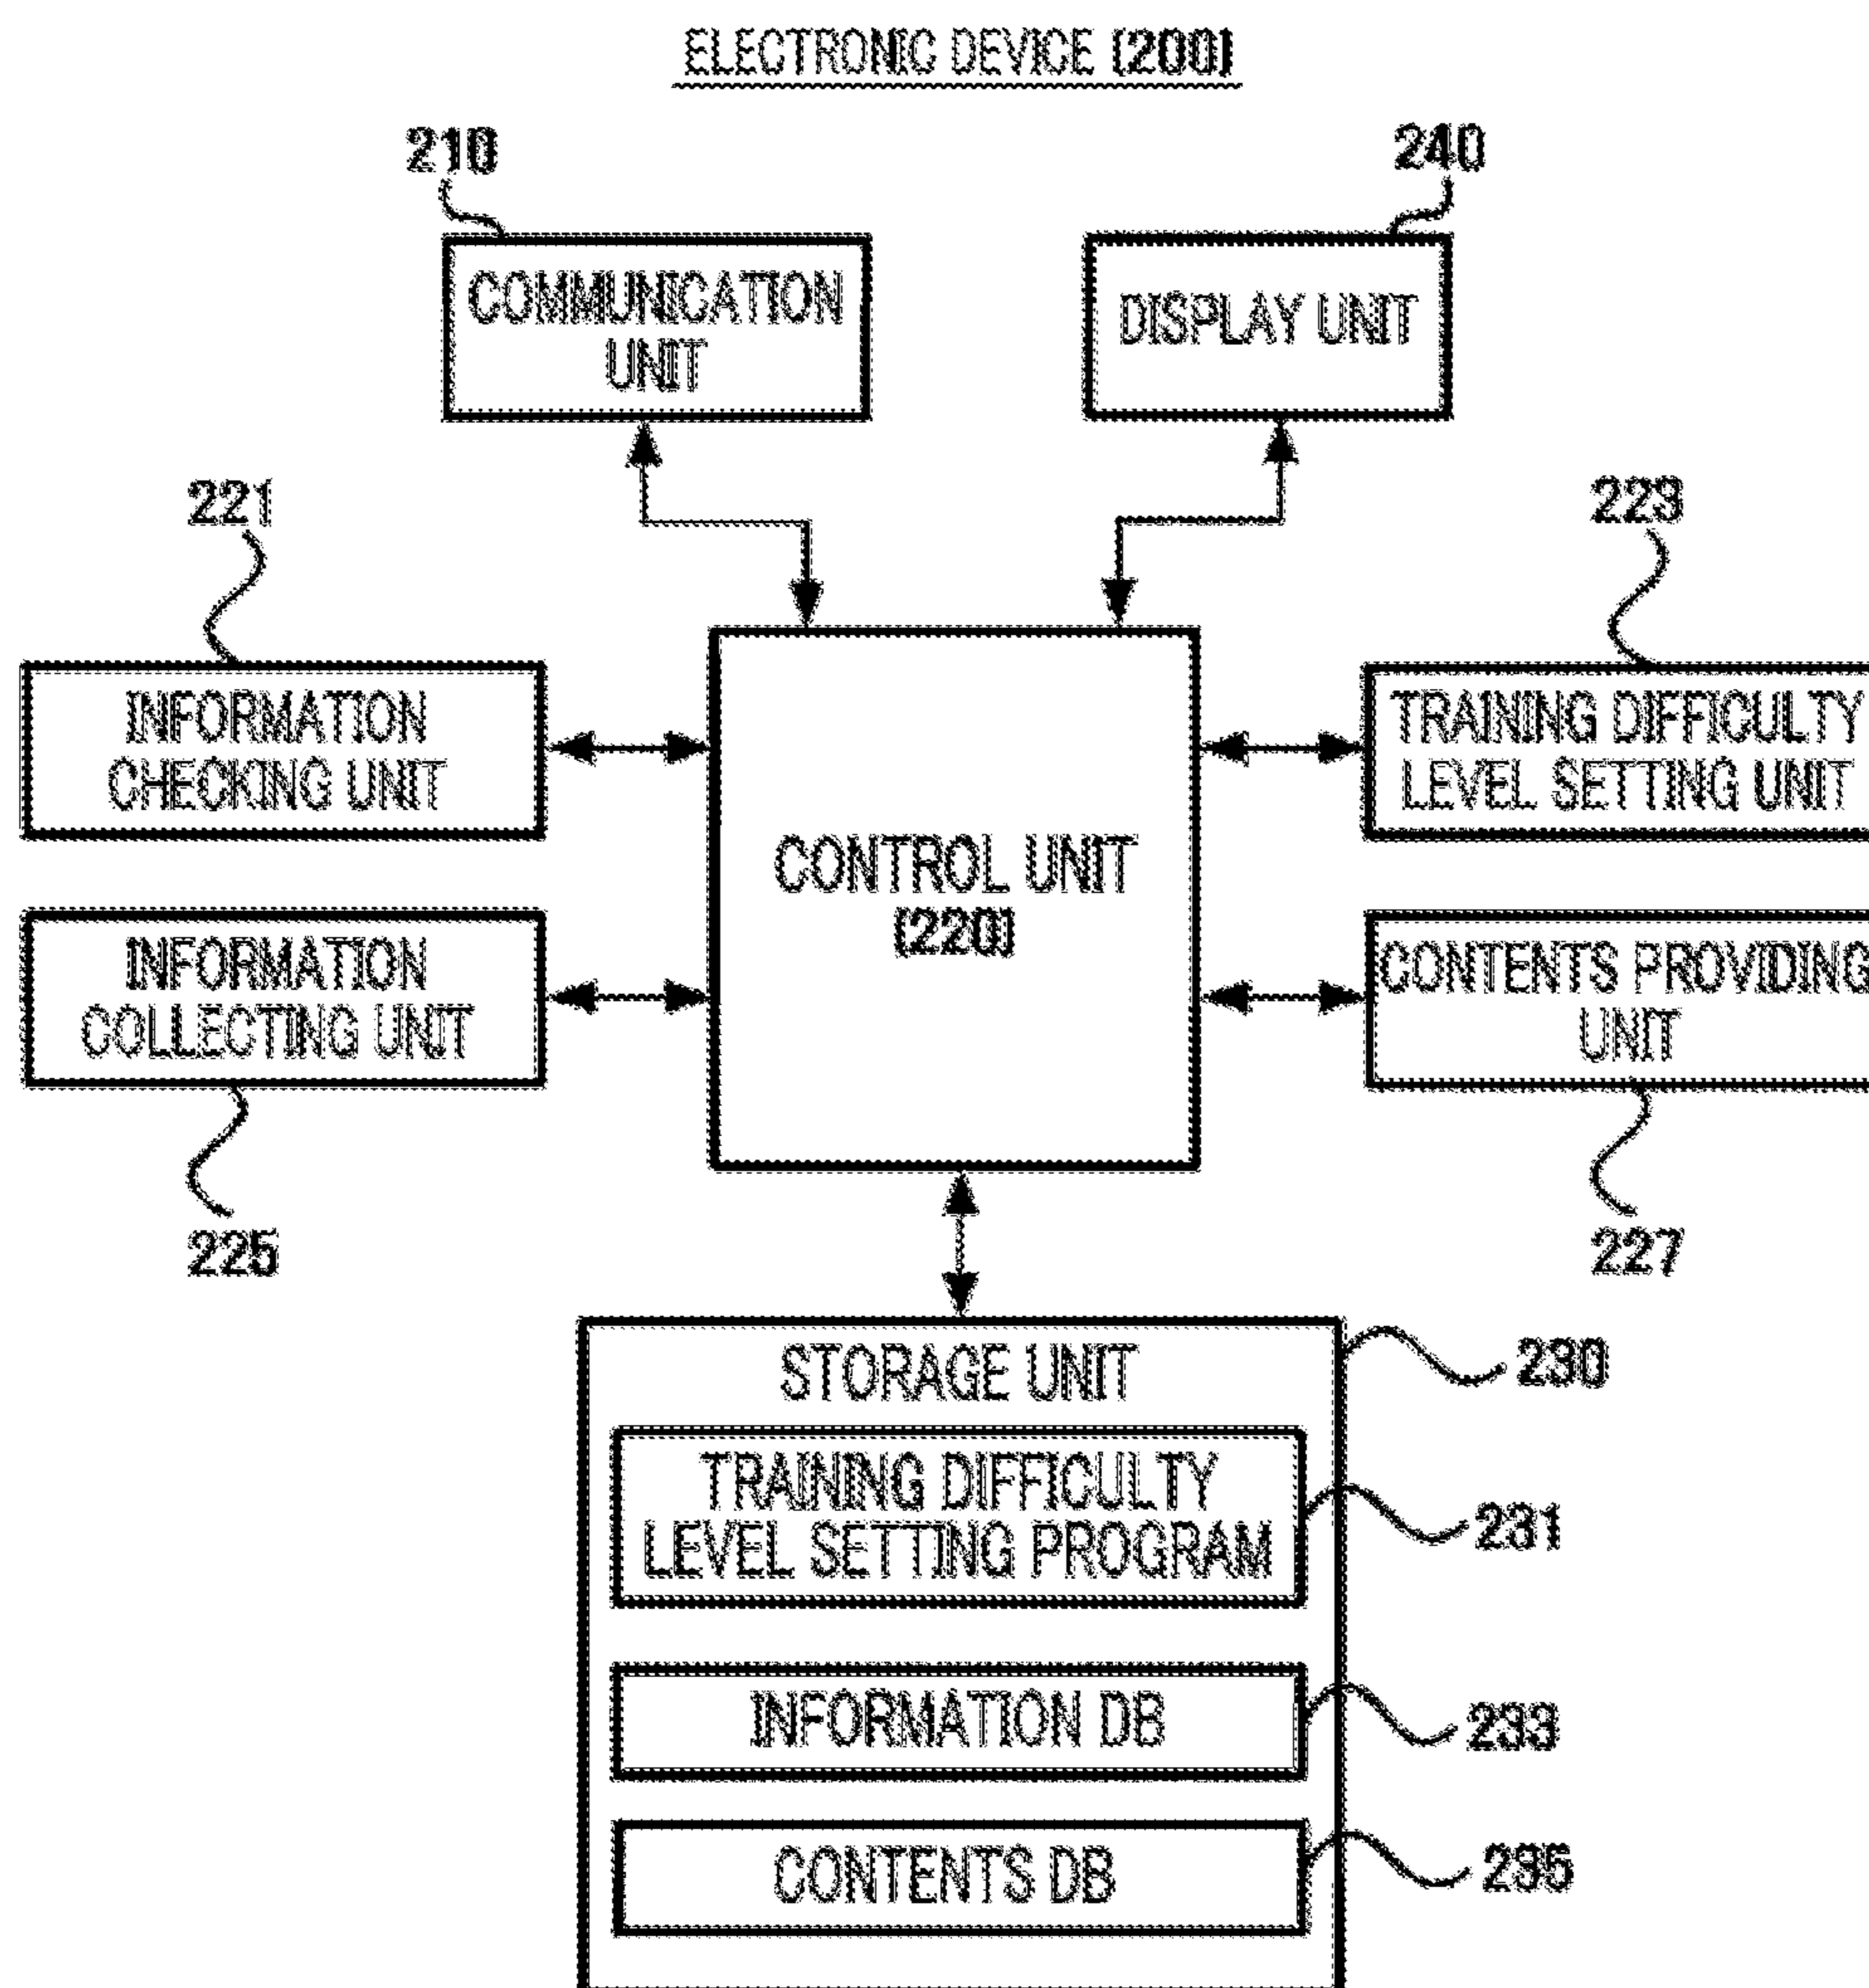 ELECTRONIC DEVICE (200)
210
240
COMMUNICATION
UNIT
DISPLAY UNIT
221
223
INFORMATION
CHECKING UNIT
TRAINING DIFFICULTY
LEVEL SETTING UNIT
CONTROL UNIT
(220)
INFORMATION
COLLECTING UNIT
CONTENTS PROVIDING
UNIT
225
227
STORAGE UNIT
230
TRAINING DIFFICULTY
LEVEL SETTING PROGRAM
231
INFORMATION DB
233
CONTENTS DB
235